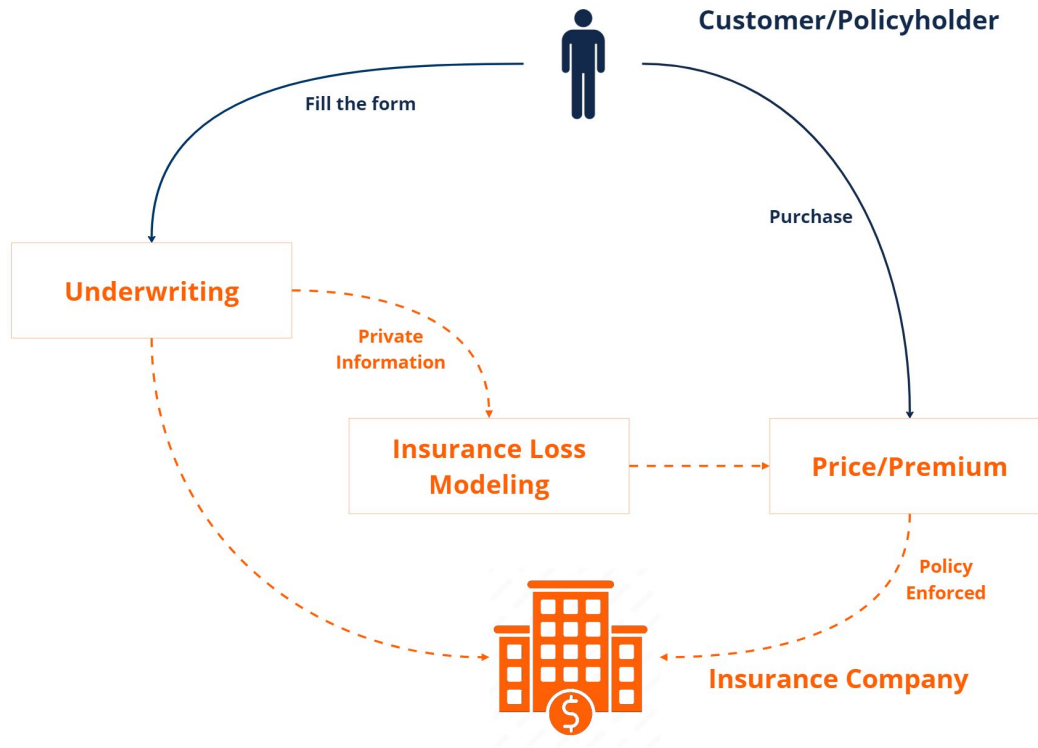 Customer/Policyholder
Fill the form
Purchase
Underwriting
Private
Information
Insurance Loss
Modeling
Price/Premium
Policy
Enforced
Insurance Company
$